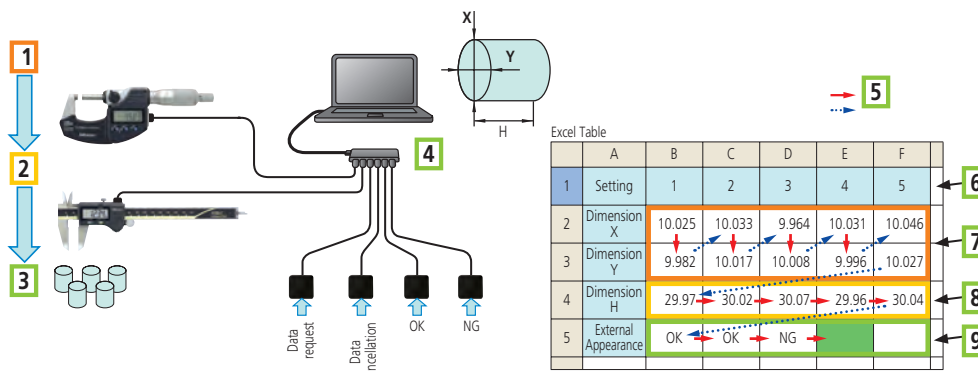 1
2
3
4
X
Y
H
5
Data
request
Data
ncellation
OK
NG
Excel Table
A B C D E F
1 Setting 1 2 3 4 5
6
2 Dimension X 10.025 10.033 9.964 10.031 10.046
7
3 Dimension Y 9.982 10.017 10.008 9.996 10.027
4 Dimension H 29.97 30.02 30.07 29.96 30.04
8
5 External Appearance OK OK NG
9